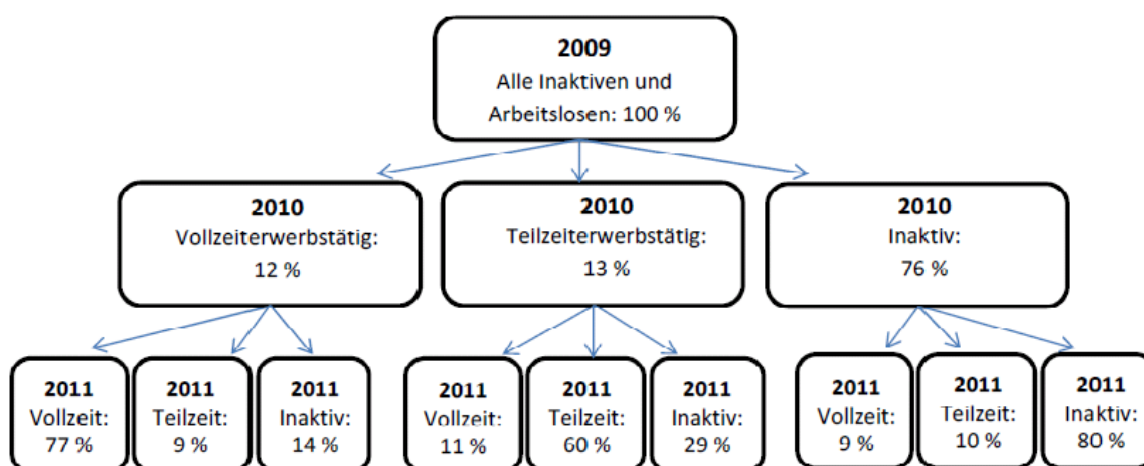 2009
Alle Inaktiven und
Arbeitslosen: 100 %
2010
Vollzeiterwerbstätig:
12 %
2010
Teilzeiterwerbstätig:
13 %
2010
Inaktiv:
76 %
2011
Vollzeit:
77 %
2011
Teilzeit:
9 %
2011
Inaktiv:
14 %
2011
Vollzeit:
11 %
2011
Teilzeit:
60 %
2011
Inaktiv:
29 %
2011
Vollzeit:
9 %
2011
Teilzeit:
10 %
2011
Inaktiv:
80 %